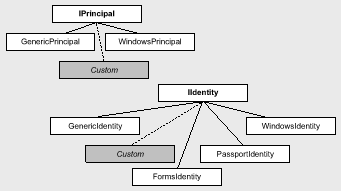 IPrincipal
GenericPrincipal
WindowsPrincipal
Custom
IIdentity
GenericIdentity
WindowsIdentity
Custom
PassportIdentity
FormsIdentity